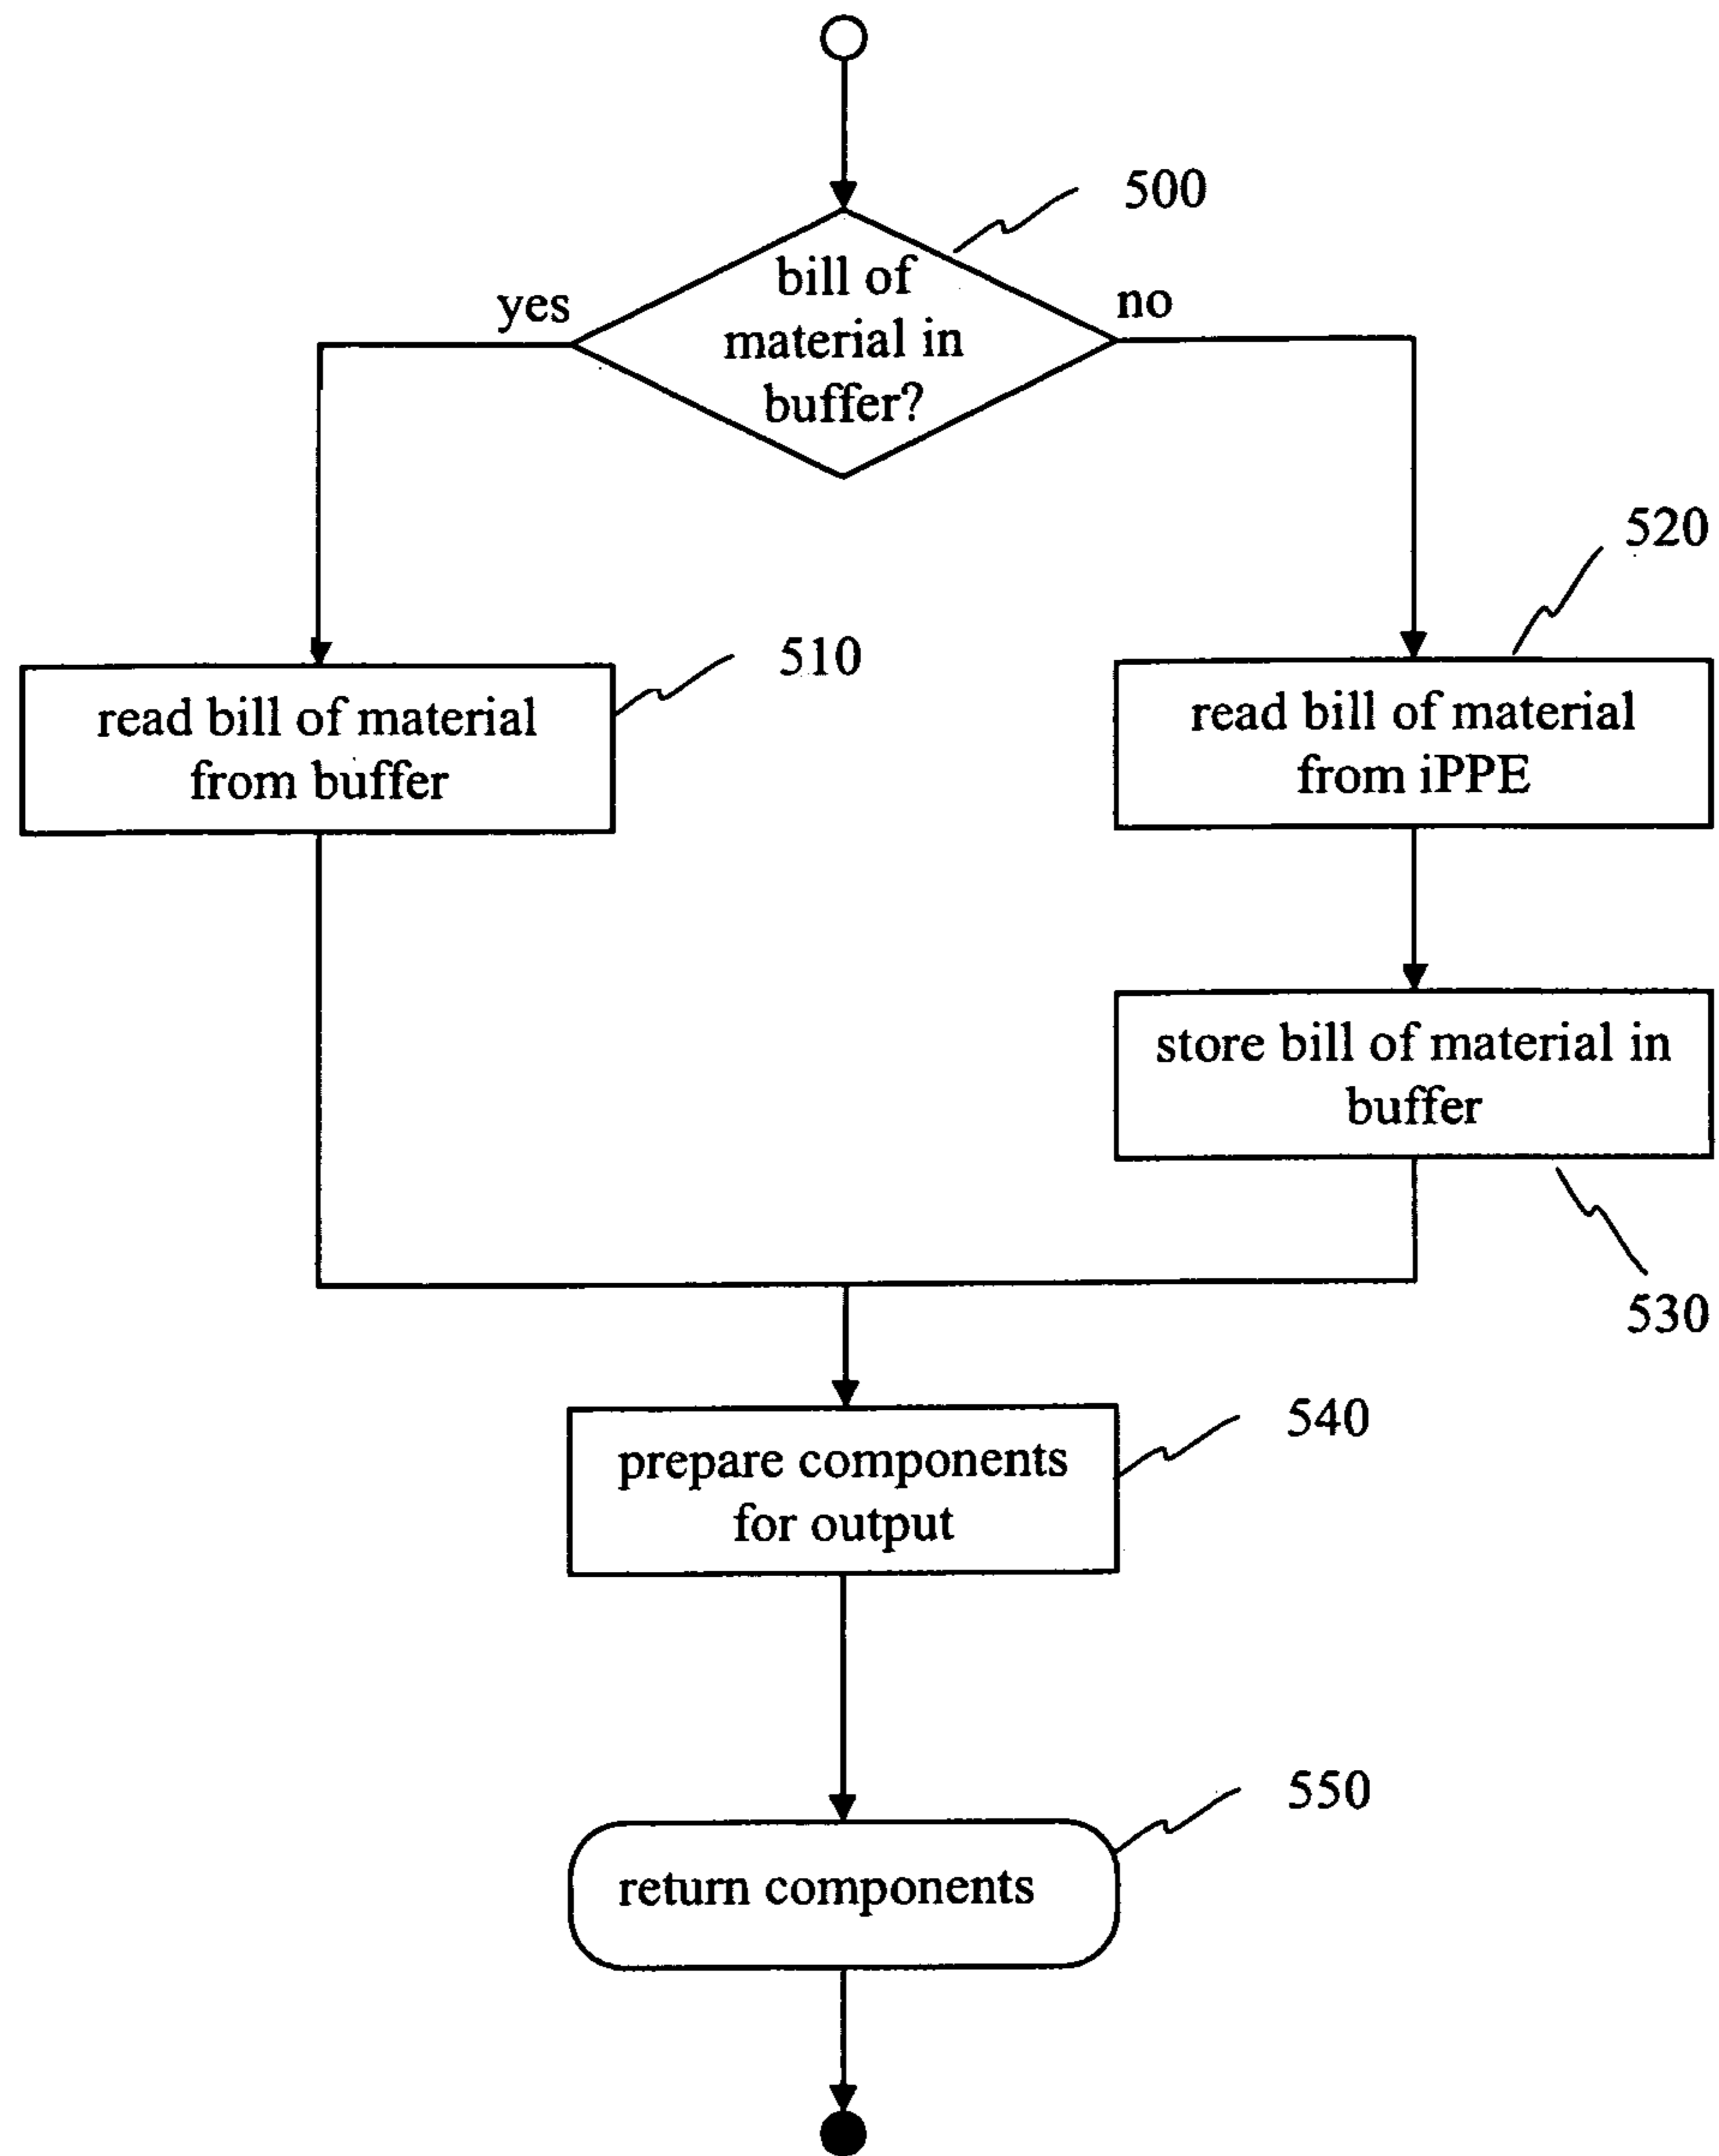 500
bill of
material in
buffer?
yes
no
520
510
read bill of material
from buffer
read bill of material
from iPPE
store bill of material in
buffer
530
540
prepare components
for output
550
return components